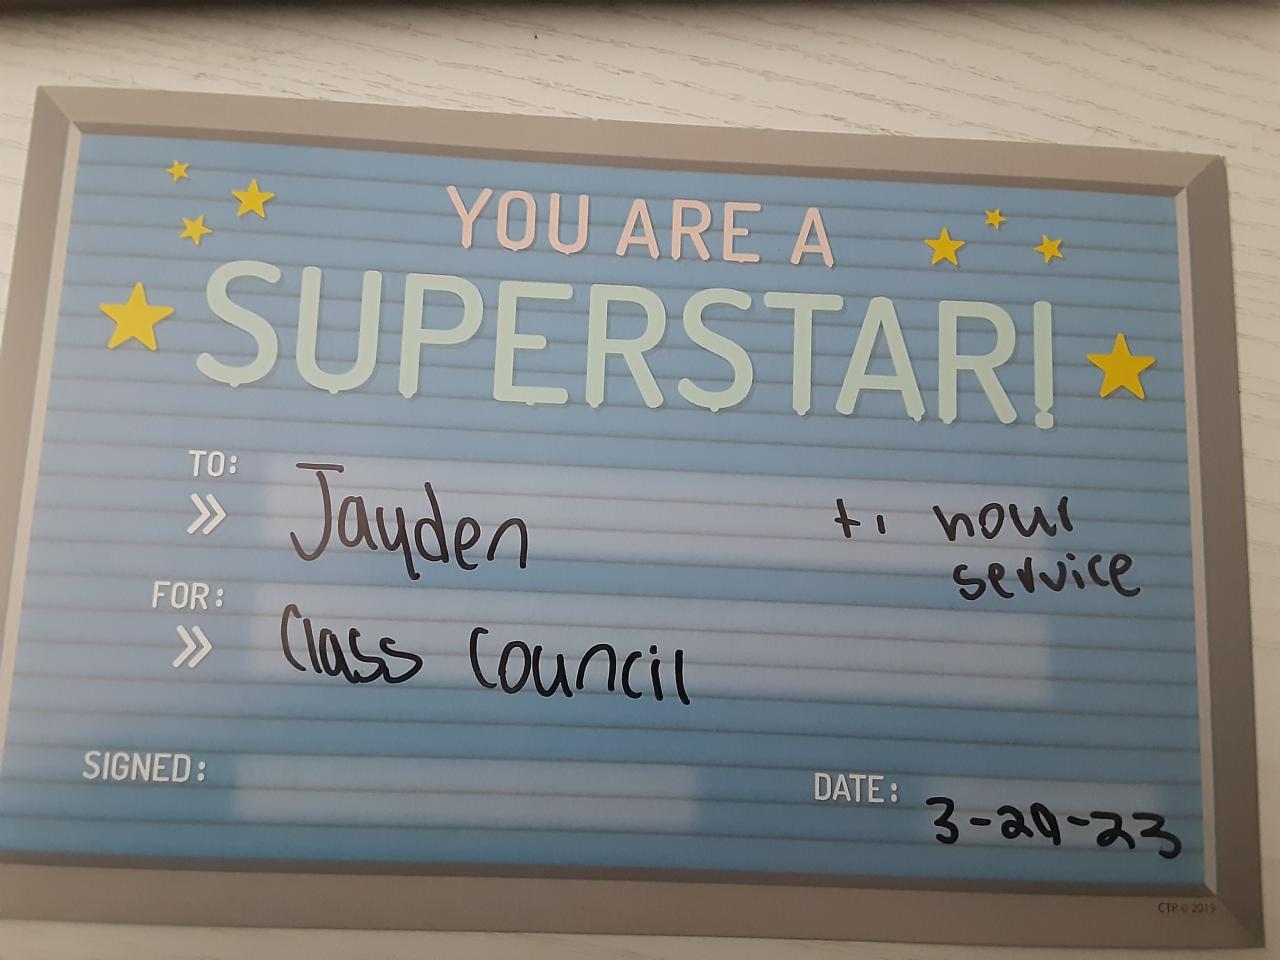 YOU ARE A
SUPERSTAR!
TO:
» Jayden +1 hour
service
FOR:
» Class Council
SIGNED:
DATE: 3-29-23
CTP © 2019